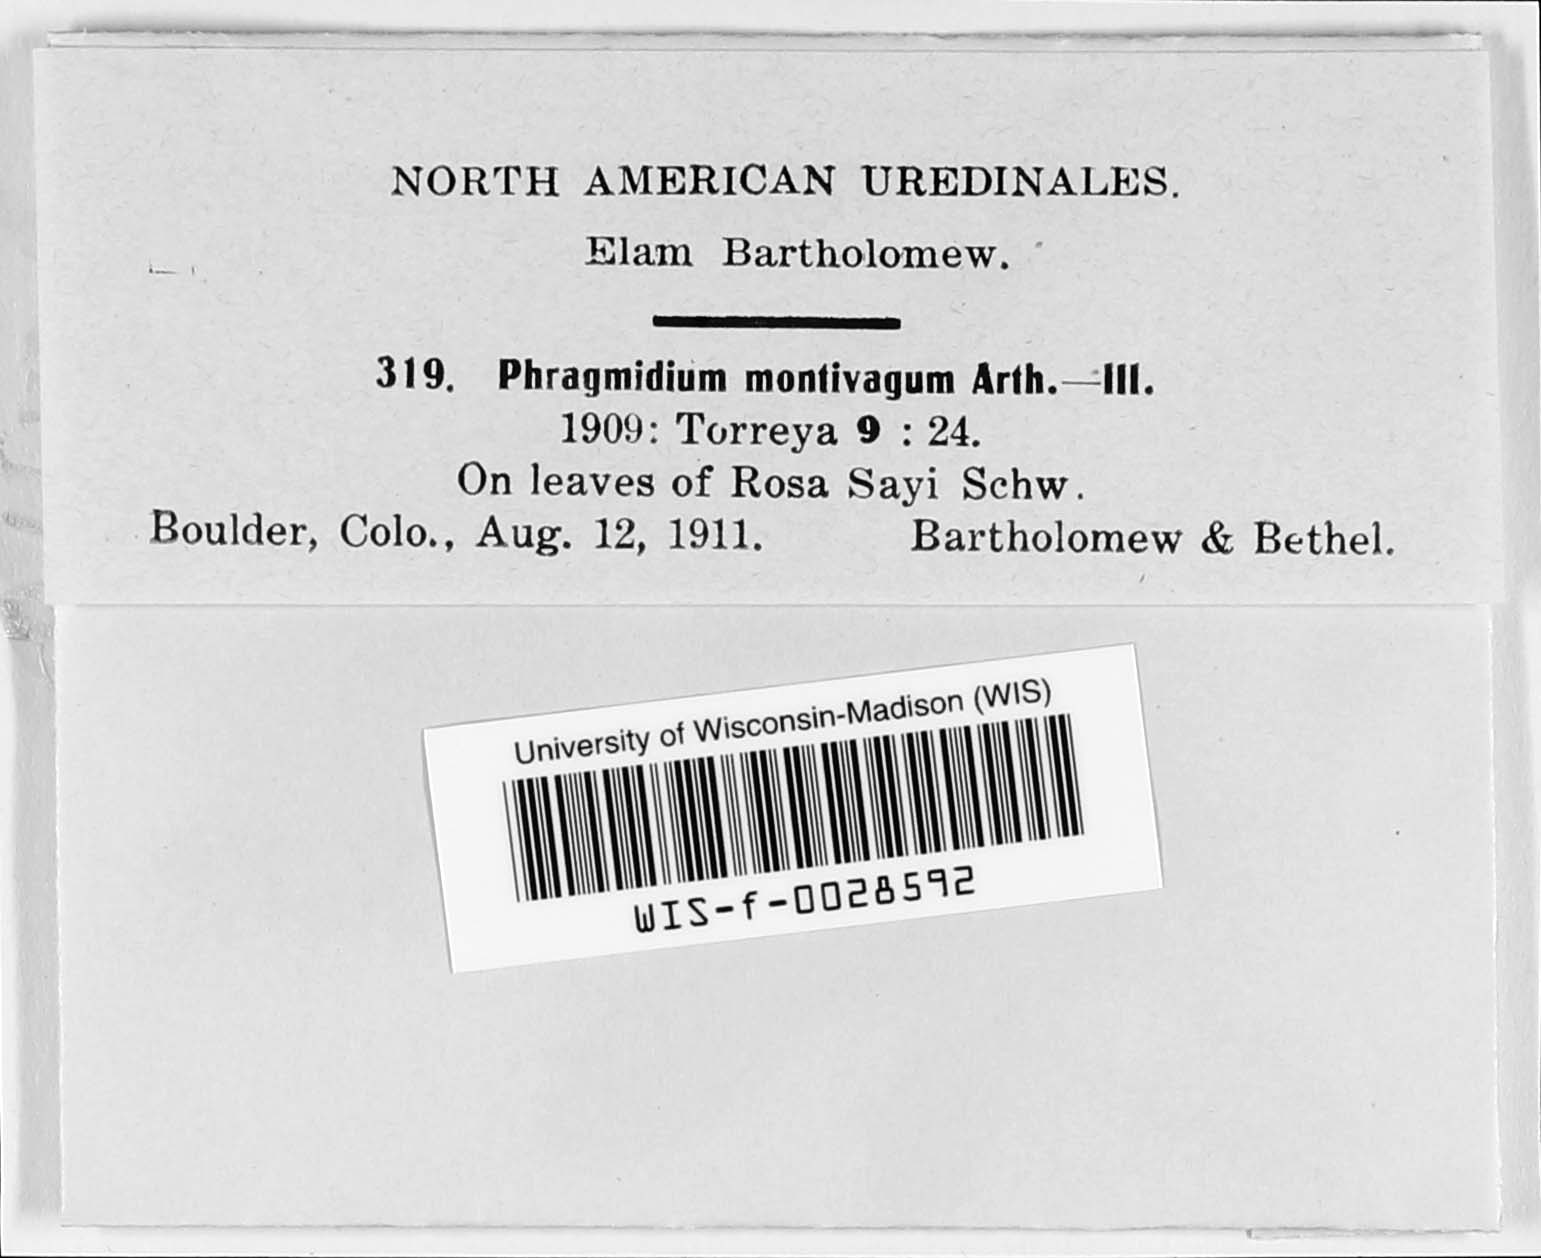 NORTH AMERICAN UREDINALES.
Elam Bartholomew.
319. Phragmidium montivagum Arth.—III.
1909: Torreya 9 : 24.
On leaves of Rosa Sayi Schw.
Boulder, Colo., Aug. 12, 1911. Bartholomew & Bethel.
University of Wisconsin-Madison (WIS)
WIS-f-0028592